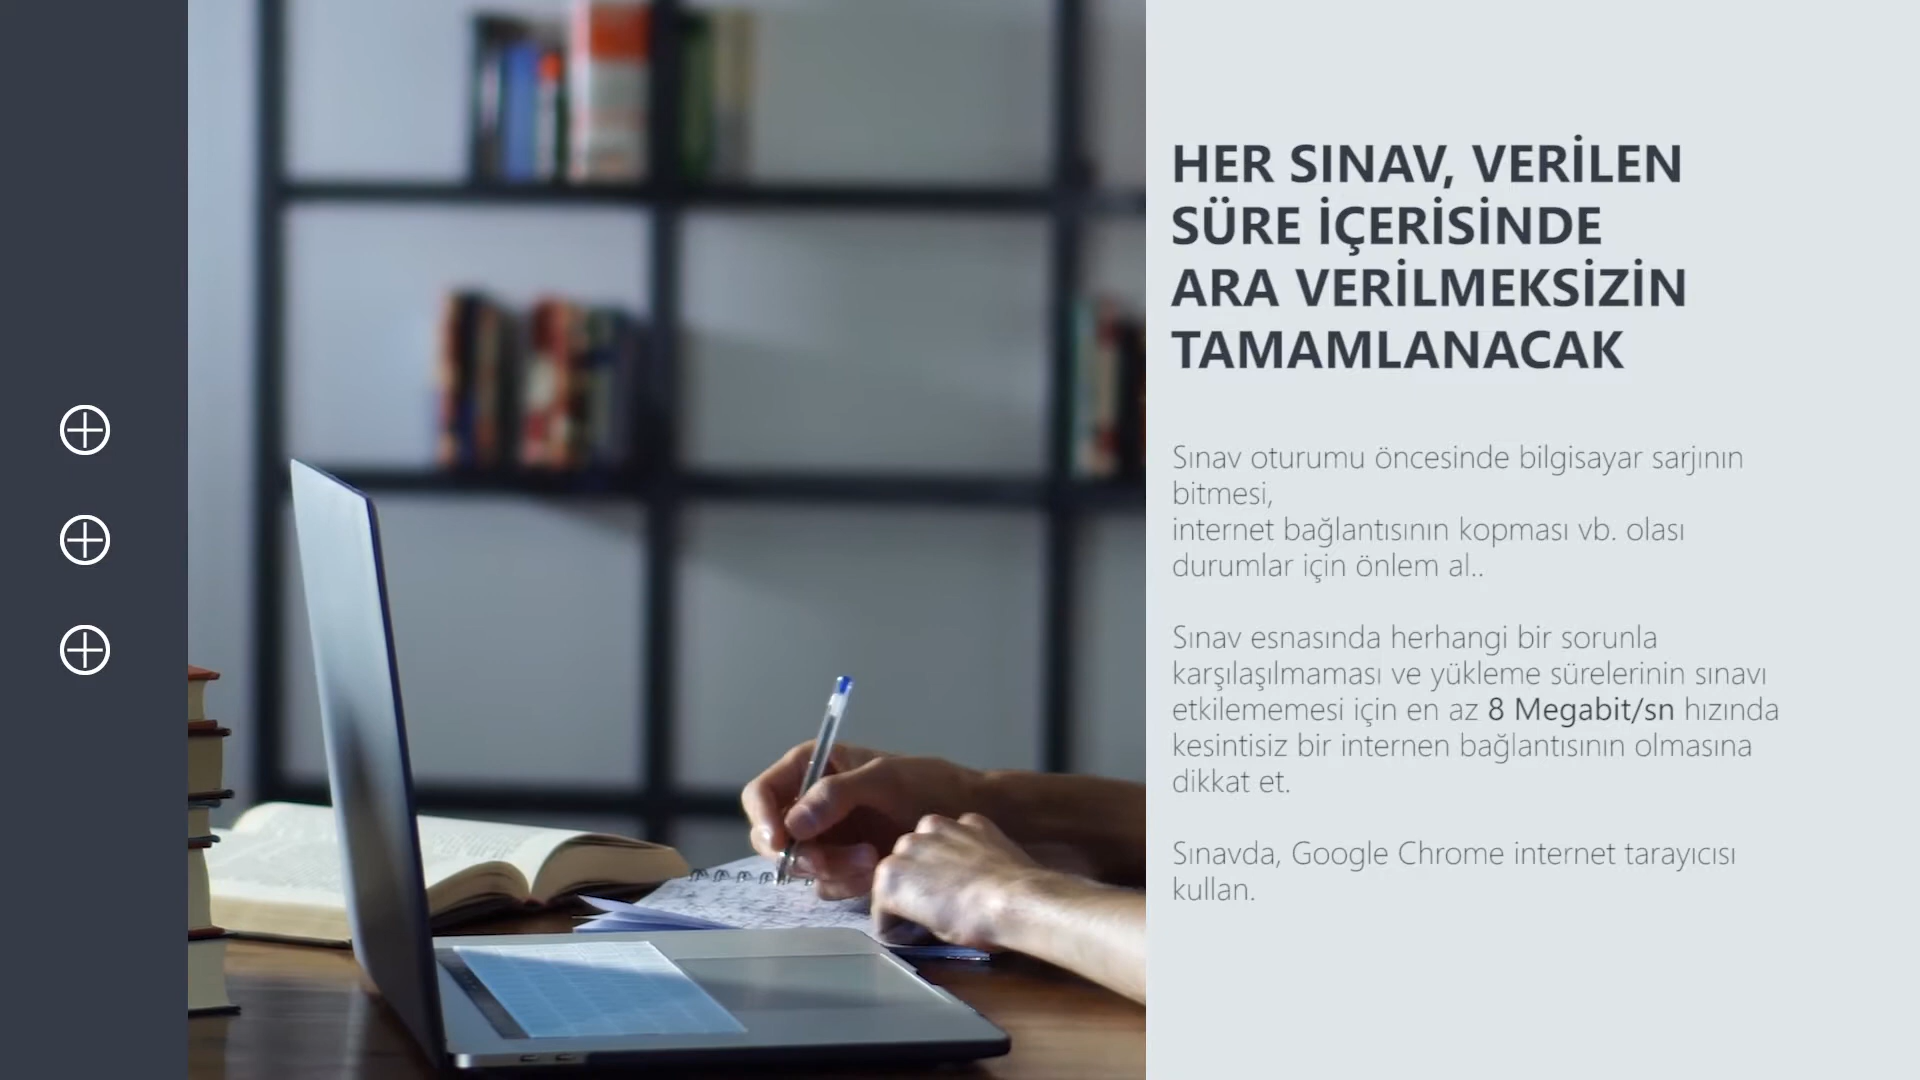 HER SINAV, VERİLEN
SÜRE İÇERİSİNDE
ARA VERİLMEKSİZİN
TAMAMLANACAK
Sınav oturumu öncesinde bilgisayar sarjının
bitmesi,
internet bağlantısının kopması vb. olası
durumlar için önlem al..
Sınav esnasında herhangi bir sorunla
karşılaşılmaması ve yükleme sürelerinin sınavı
etkilememesi için en az 8 Megabit/sn hızında
kesintisiz bir internen bağlantısının olmasına
dikkat et.
Sınavda, Google Chrome internet tarayıcısı
kullan.